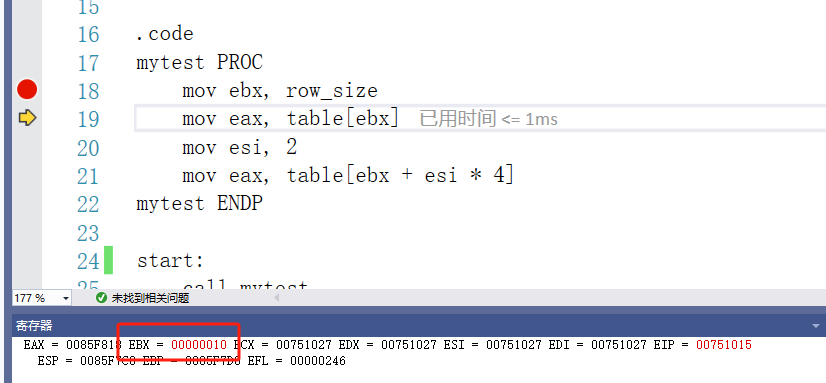 15
16 .code
17 mytest PROC
18 mov ebx, row_size
19 mov eax, table[ebx] 已用时间 <= 1ms
20 mov esi, 2
21 mov eax, table[ebx + esi * 4]
22 mytest ENDP
23
24 start:
25 call mytest
177 % 未找到相关问题
寄存器
EAX = 0085F818 EBX = 00000010 ECX = 00751027 EDX = 00751027 ESI = 00751027 EDI = 00751027 EIP = 00751015
ESP = 0085F7C8 EBP = 0085F7D0 EFL = 00000246